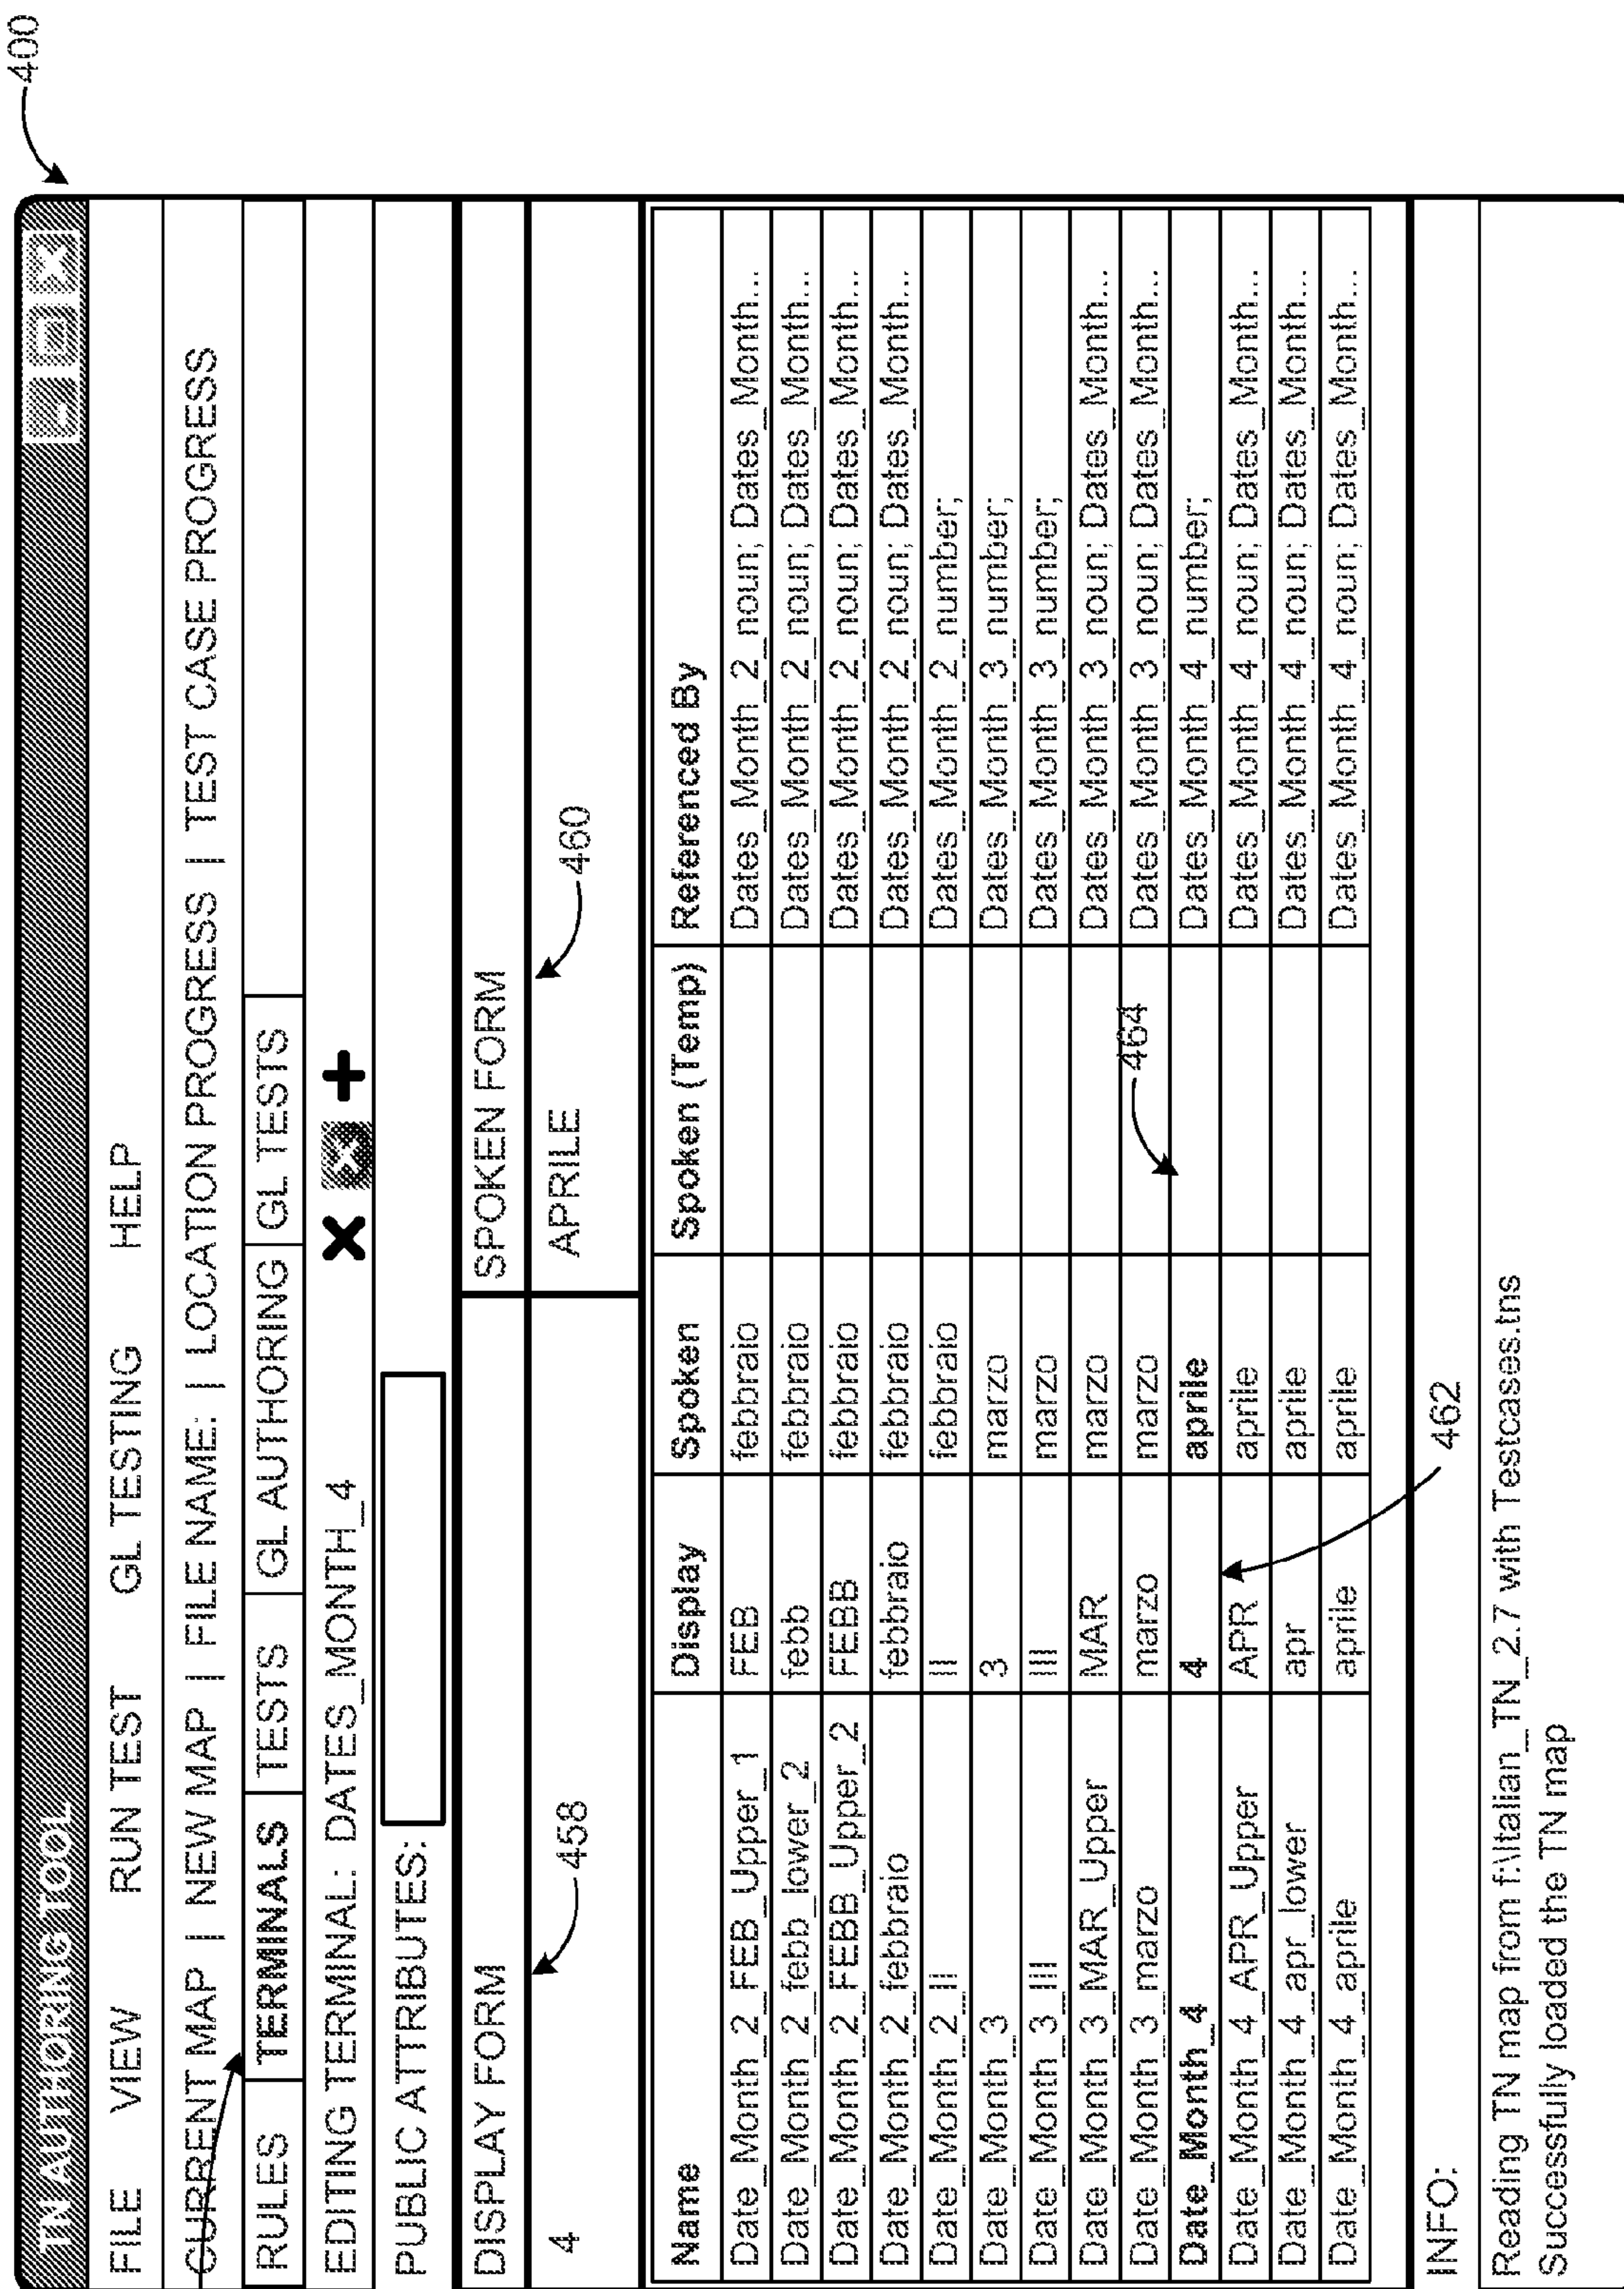 400
TN AUTHORING TOOL
FILE VIEW RUN TEST GL TESTING HELP
CURRENT MAP | NEW MAP | FILE NAME: | LOCATION PROGRESS | TEST CASE PROGRESS
RULES TERMINALS TESTS GL AUTHORING GL TESTS
EDITING TERMINAL: DATES_MONTH_4
PUBLIC ATTRIBUTES:
DISPLAY FORM SPOKEN FORM
458 460
4 APRILE
Name Display Spoken Spoken (Temp) Referenced By
Date_Month_2_FEB_Upper_1 FEB febbraio Dates_Month_2_noun; Dates_Month...
Date_Month_2_febb_lower_2 febb febbraio Dates_Month_2_noun; Dates_Month...
Date_Month_2_FEBB_Upper_2 FEBB febbraio Dates_Month_2_noun; Dates_Month...
Date_Month_2_febbraio febbraio febbraio Dates_Month_2_noun; Dates_Month...
Date_Month_2_II II febbraio Dates_Month_2_number;
Date_Month_3 3 marzo Dates_Month_3_number;
Date_Month_3_III III marzo Dates_Month_3_number;
Date_Month_3_MAR_Upper MAR marzo Dates_Month_3_noun; Dates_Month...
Date_Month_3_marzo marzo marzo Dates_Month_3_noun; Dates_Month...
464
Date_Month_4 4 aprile Dates_Month_4_number;
Date_Month_4_APR_Upper APR aprile Dates_Month_4_noun; Dates_Month...
Date_Month_4_apr_lower apr aprile Dates_Month_4_noun; Dates_Month...
Date_Month_4_aprile aprile aprile Dates_Month_4_noun; Dates_Month...
462
INFO:
Reading TN map from f:\Italian_TN_2.7 with Testcases.tns
Successfully loaded the TN map